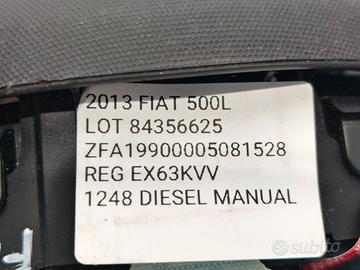 2013 FIAT 500L
LOT 84356625
ZFA19900005081528
REG EX63KVV
1248 DIESEL MANUAL
subito